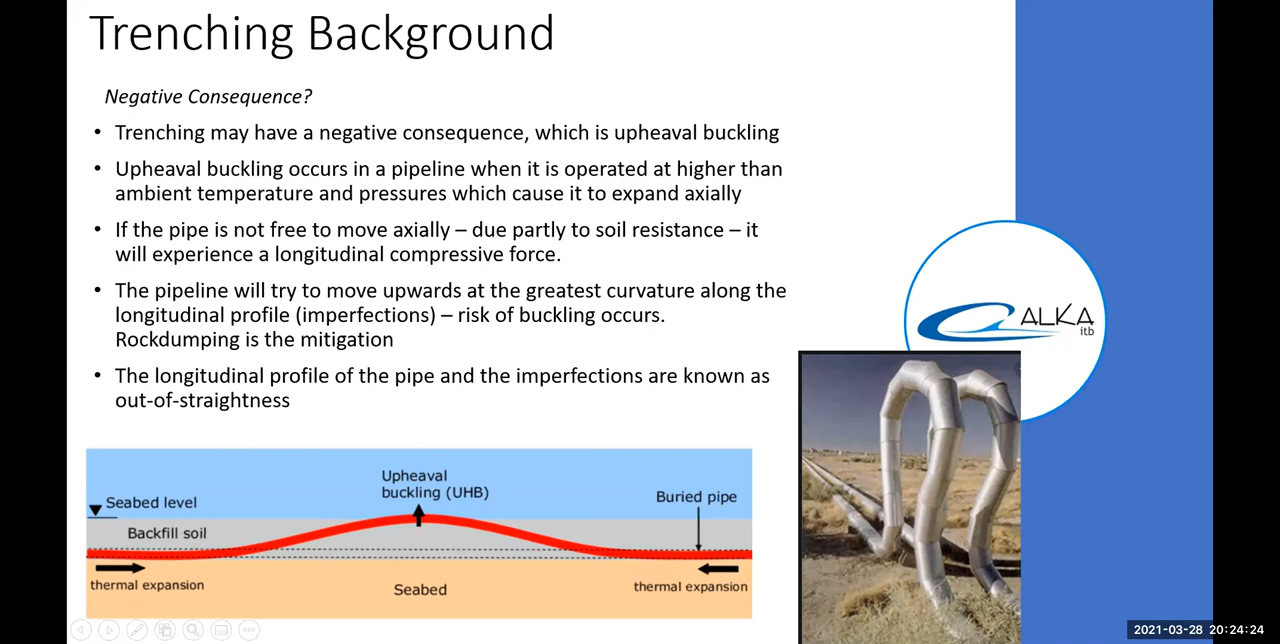 Trenching Background
Negative Consequence?
• Trenching may have a negative consequence, which is upheaval buckling
• Upheaval buckling occurs in a pipeline when it is operated at higher than
ambient temperature and pressures which cause it to expand axially
• If the pipe is not free to move axially – due partly to soil resistance – it
will experience a longitudinal compressive force.
• The pipeline will try to move upwards at the greatest curvature along the
longitudinal profile (imperfections) – risk of buckling occurs.
Rockdumping is the mitigation
• The longitudinal profile of the pipe and the imperfections are known as
out-of-straightness
ALKA
itb
Upheaval
buckling (UHB)
Seabed level
Buried pipe
Backfill soil
thermal expansion
Seabed
thermal expansion
2021-03-28 20:24:24